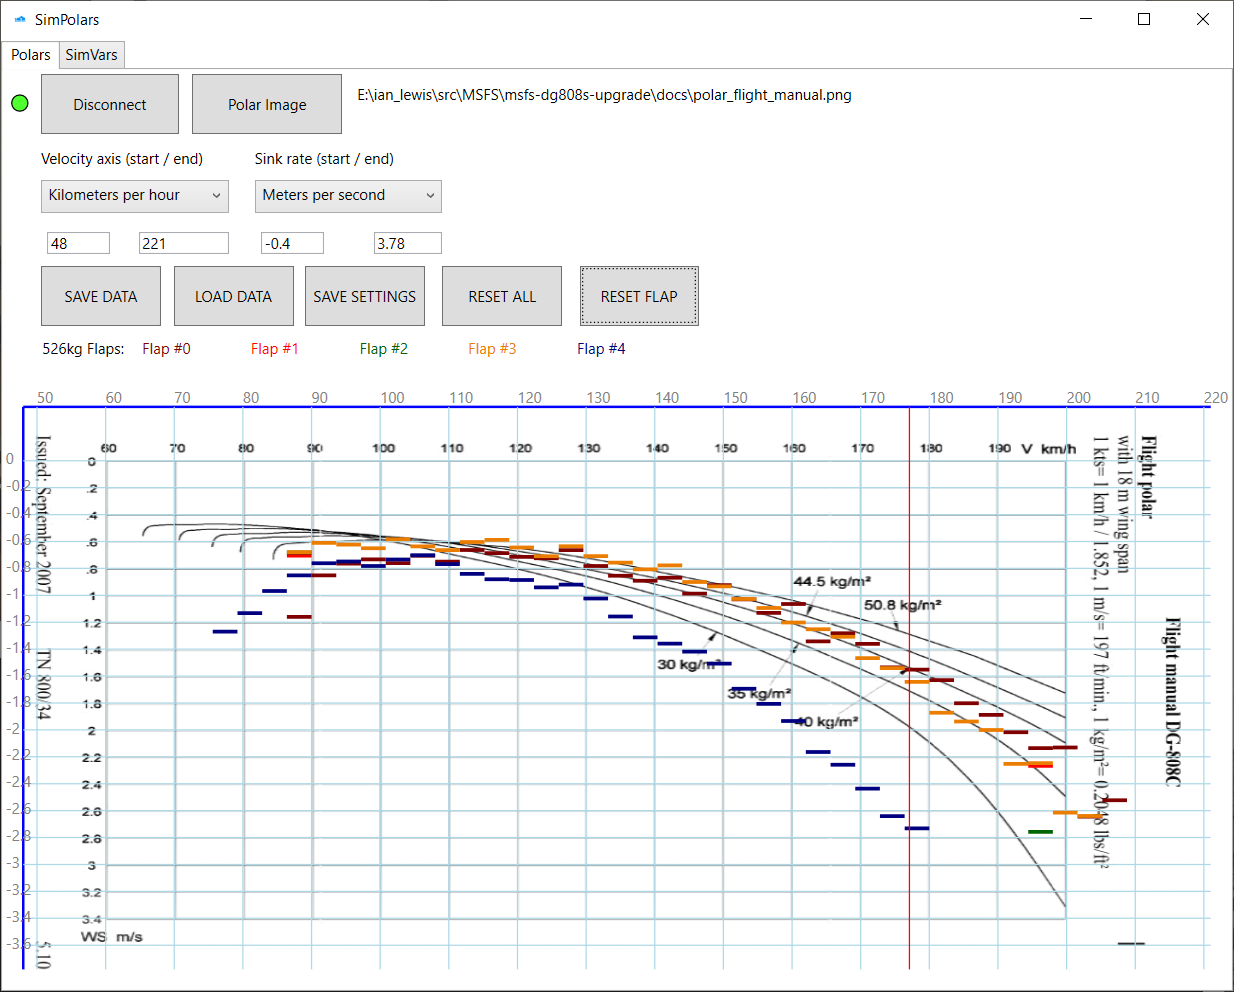 SimPolars
Polars SimVars
Disconnect Polar Image E:\ian_lewis\src\MSFS\msfs-dg808s-upgrade\docs\polar_flight_manual.png
Velocity axis (start / end) Sink rate (start / end)
Kilometers per hour Meters per second
48 221 -0.4 3.78
SAVE DATA LOAD DATA SAVE SETTINGS RESET ALL RESET FLAP
526kg Flaps: Flap #0 Flap #1 Flap #2 Flap #3 Flap #4
50 60 70 80 90 100 110 120 130 140 150 160 170 180 190 200 210 220
60 70 80 90 100 110 120 130 140 150 160 170 180 190 V km/h
0 0
-0.2 .2
-0.4 .4
-0.6 .6
-0.8 .8
-1 1
-1.2 1.2
-1.4 1.4
-1.6 1.6
-1.8 1.8
-2 2
-2.2 2.2
-2.4 2.4
-2.6 2.6
-2.8 2.8
-3 3
-3.2 3.2
-3.4 3.4
-3.6
WS m/s
44.5 kg/m²
50.8 kg/m²
30 kg/m²
35 kg/m²
40 kg/m²
Flight polar
with 18 m wing span
1 kts= 1 km/h / 1.852, 1 m/s= 197 ft/min., 1 kg/m²= 0.2048 lbs/ft²
Flight manual DG-808C
Issued: September 2007 TN 800/34 5.10